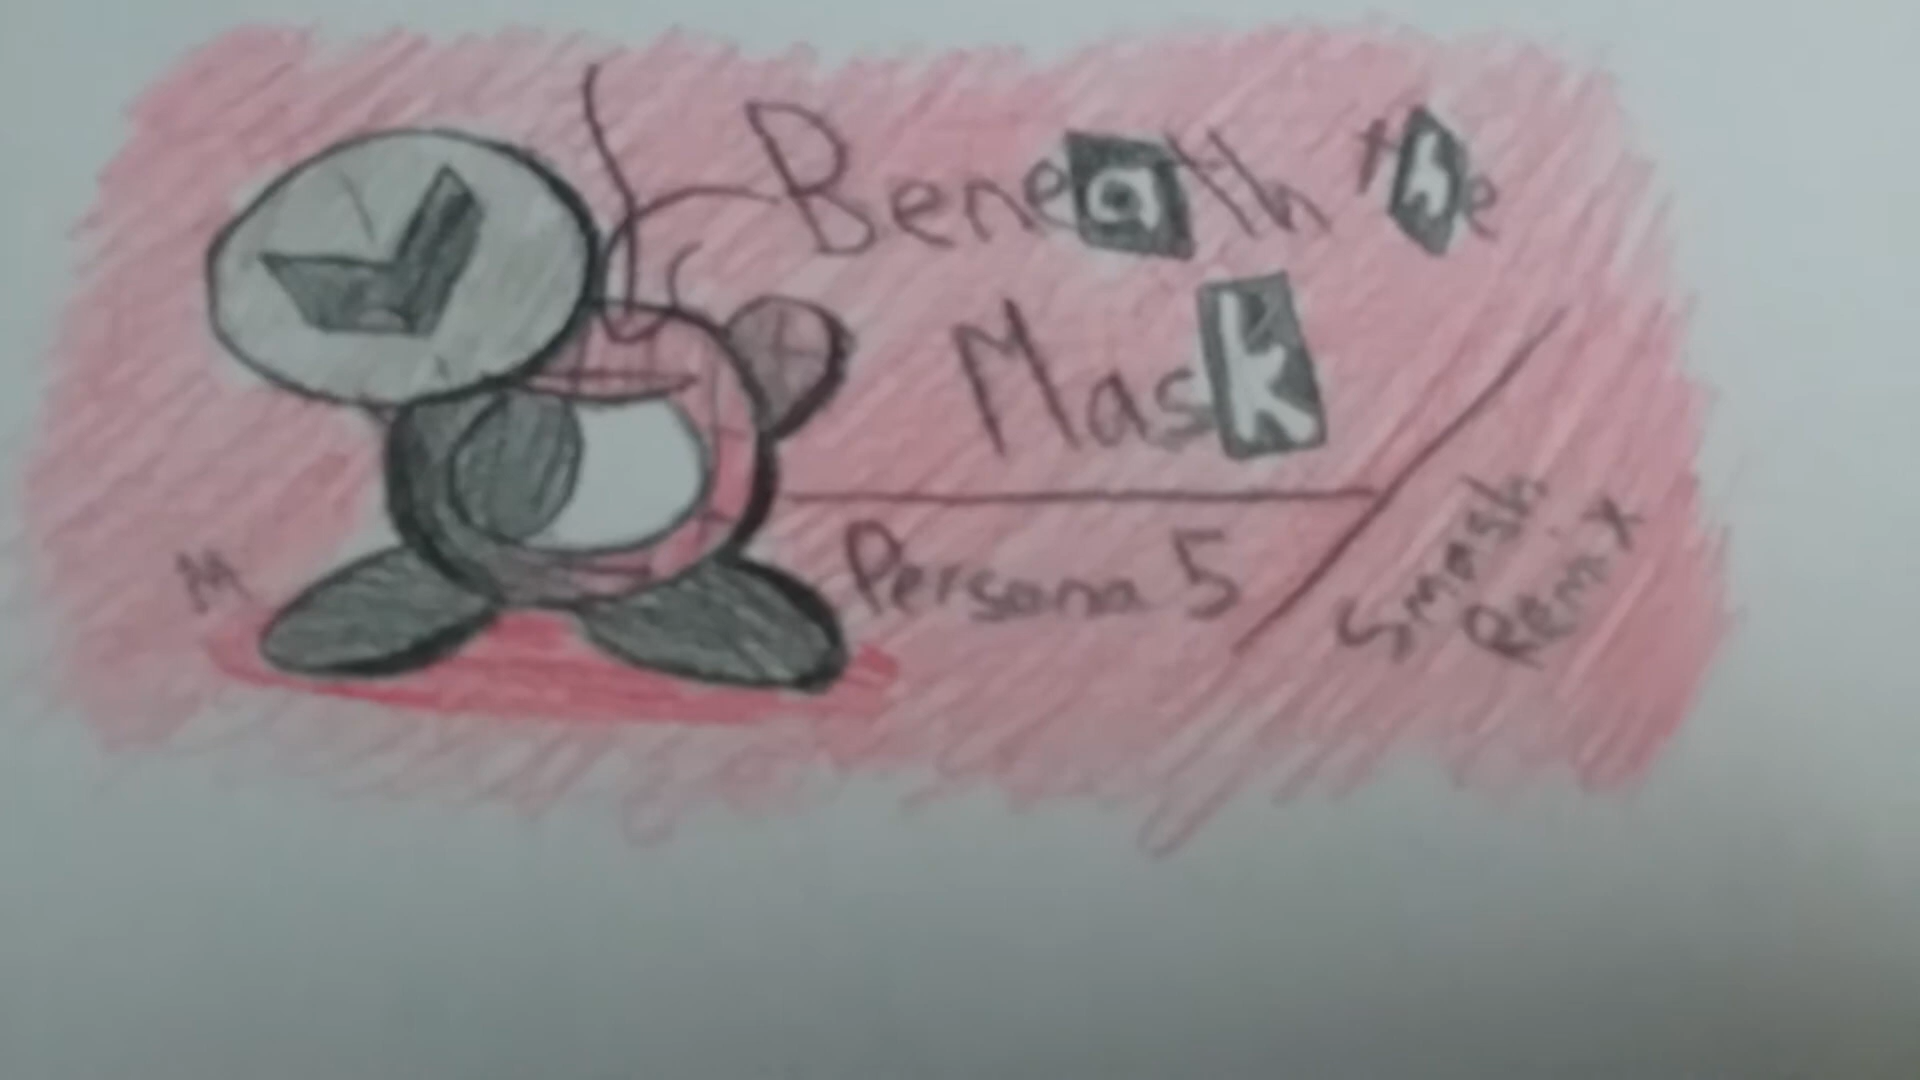 Beneath the
Mask
Persona 5
Smash
Remix
M